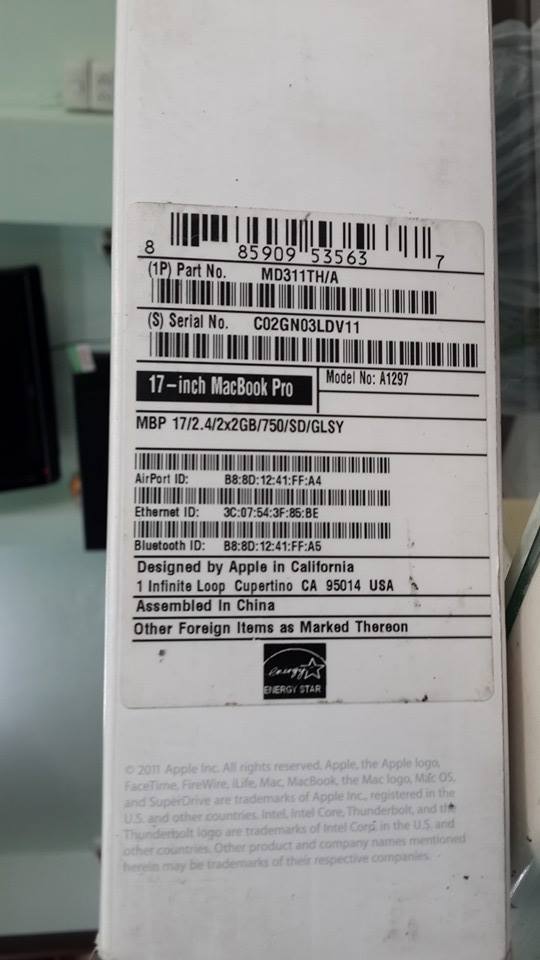 8 85909 53563 7
(1P) Part No. MD311TH/A
(S) Serial No. C02GN03LDV11
17-inch MacBook Pro
Model No: A1297
MBP 17/2.4/2x2GB/750/SD/GLSY
AirPort ID: B8:8D:12:41:FF:A4
Ethernet ID: 3C:07:54:3F:85:BE
Bluetooth ID: B8:8D:12:41:FF:A5
Designed by Apple in California
1 Infinite Loop Cupertino CA 95014 USA
Assembled In China
Other Foreign Items as Marked Thereon
energy
ENERGY STAR
© 2011 Apple Inc. All rights reserved. Apple, the Apple logo,
FaceTime, FireWire, iLife, Mac, MacBook, the Mac logo, Mac OS,
and SuperDrive are trademarks of Apple Inc., registered in the
U.S. and other countries. Intel, Intel Core, Thunderbolt, and the
Thunderbolt logo are trademarks of Intel Corp. in the U.S. and
other countries. Other product and company names mentioned
herein may be trademarks of their respective companies.